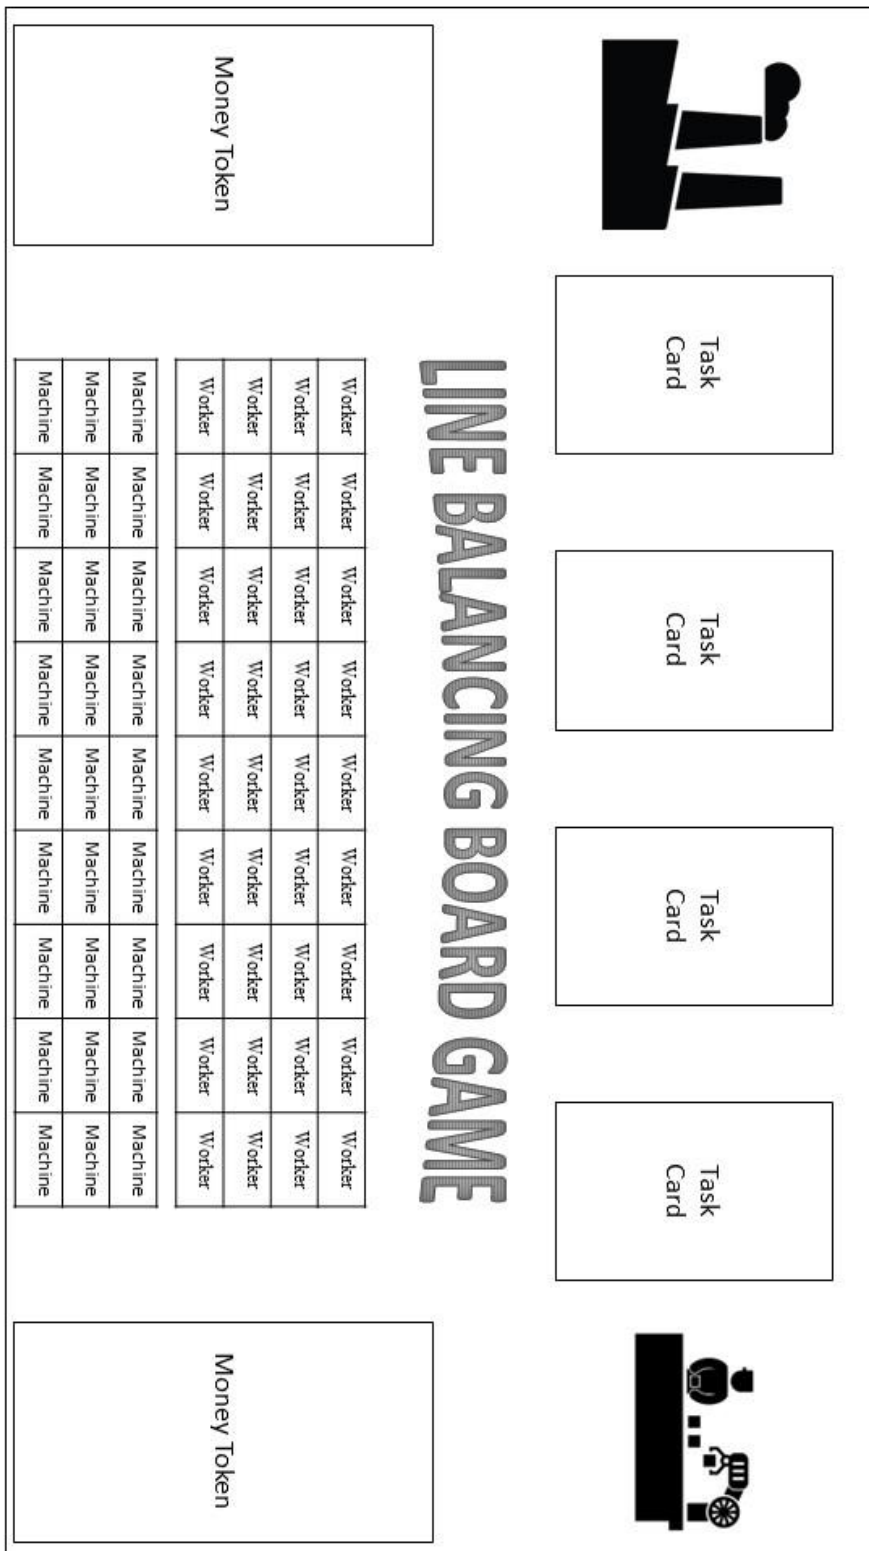 Task
Card
Task
Card
Task
Card
Task
Card
LINE BALANCING BOARD GAME
Money Token
Worker Worker Worker Worker Worker Worker Worker Worker Worker
Worker Worker Worker Worker Worker Worker Worker Worker Worker
Worker Worker Worker Worker Worker Worker Worker Worker Worker
Worker Worker Worker Worker Worker Worker Worker Worker Worker
Machine Machine Machine Machine Machine Machine Machine Machine Machine
Machine Machine Machine Machine Machine Machine Machine Machine Machine
Machine Machine Machine Machine Machine Machine Machine Machine Machine
Money Token